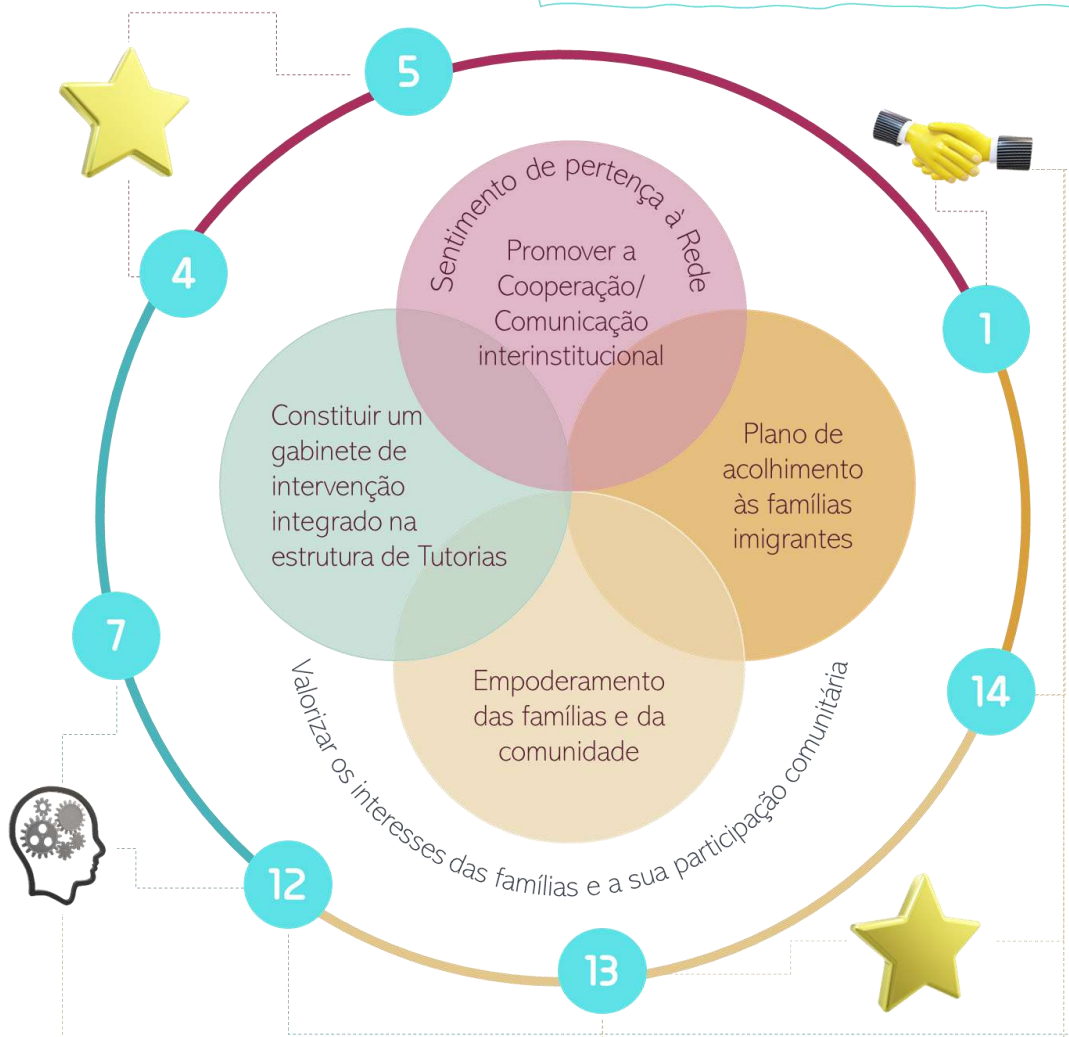 5
4
1
Sentimento de pertença à Rede
Promover a
Cooperação/
Comunicação
interinstitucional
Constituir um
gabinete de
intervenção
integrado na
estrutura de Tutorias
Plano de
acolhimento
às famílias
imigrantes
7
14
Empoderamento
das famílias e da
comunidade
Valorizar os interesses das famílias e a sua participação comunitária
12
13